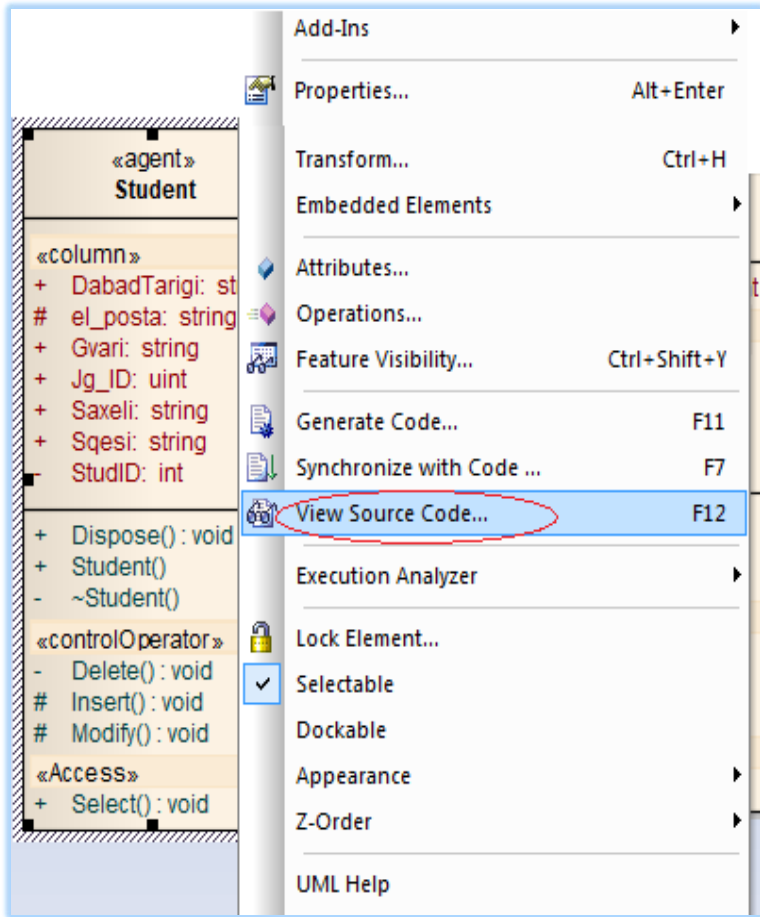 «agent»
Student
«column»
+ DabadTarigi: st
# el_posta: string
+ Gvari: string
+ Jg_ID: uint
+ Saxeli: string
+ Sqesi: string
- StudID: int
+ Dispose() : void
+ Student()
- ~Student()
«controlOperator»
- Delete() : void
# Insert() : void
# Modify() : void
«Access»
+ Select() : void
Add-Ins
Properties... Alt+Enter
Transform... Ctrl+H
Embedded Elements
Attributes...
Operations...
Feature Visibility... Ctrl+Shift+Y
Generate Code... F11
Synchronize with Code ... F7
View Source Code... F12
Execution Analyzer
Lock Element...
Selectable
Dockable
Appearance
Z-Order
UML Help
t